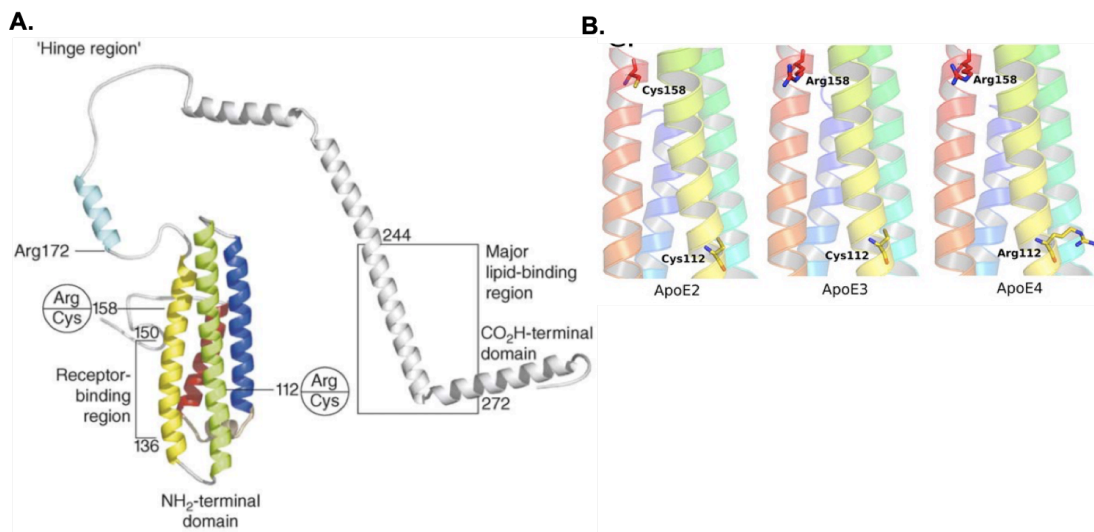 A.
'Hinge region'
Arg172
Arg
Cys
158
150
Receptor-
binding
region
136
NH₂-terminal
domain
112
Arg
Cys
244
Major
lipid-binding
region
CO₂H-terminal
domain
272
B.
Cys158
Cys112
ApoE2
Arg158
Cys112
ApoE3
Arg158
Arg112
ApoE4